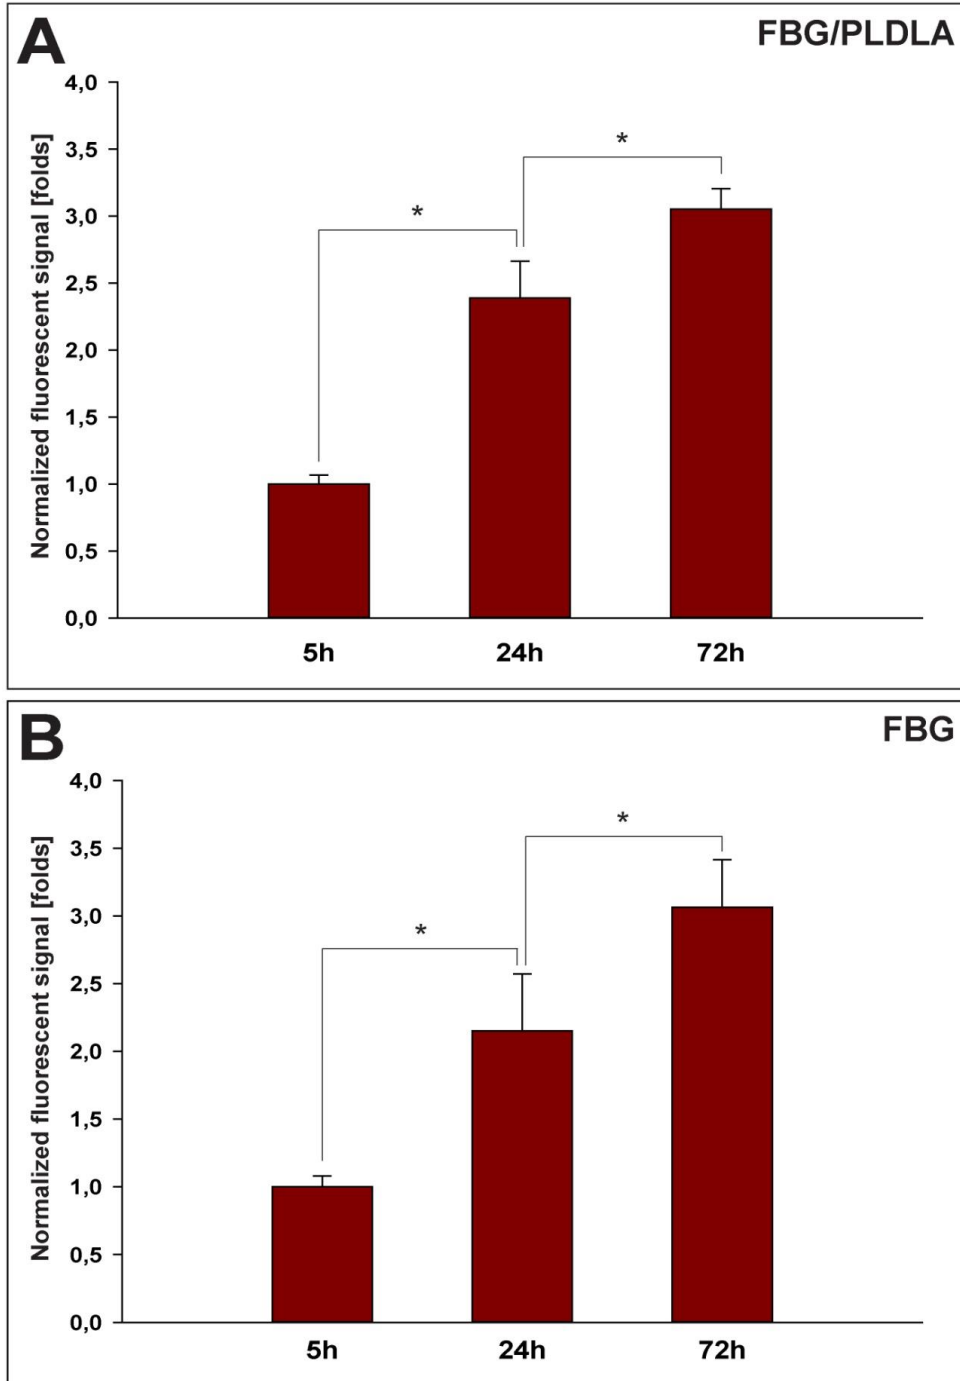 A
FBG/PLDLA
Normalized fluorescent signal [folds]
4,0
3,5
3,0
2,5
2,0
1,5
1,0
0,5
0,0
*
*
5h 24h 72h
B
FBG
Normalized fluorescent signal [folds]
4,0
3,5
3,0
2,5
2,0
1,5
1,0
0,5
0,0
*
*
5h 24h 72h